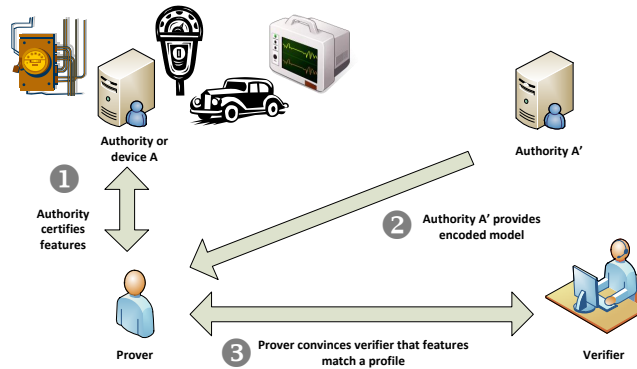 Authority or
device A
Authority A'
1
Authority
certifies
features
2
Authority A' provides
encoded model
Prover
3
Prover convinces verifier that features
match a profile
Verifier